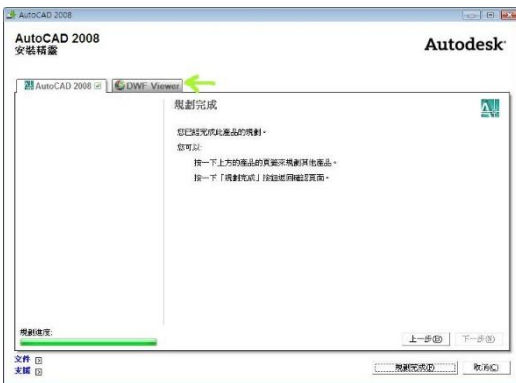 AutoCAD 2008
AutoCAD 2008
安裝精靈
Autodesk
AutoCAD 2008
DWF Viewer
規劃完成
您已經完成此產品的規劃。
您可以:
按一下上方的產品的頁籤來規劃其他產品。
按一下「規劃完成」按鈕返回確認頁面。
規劃進度:
上一步(B)
下一步(N)
文件
支援
規劃完成(F)
取消(C)